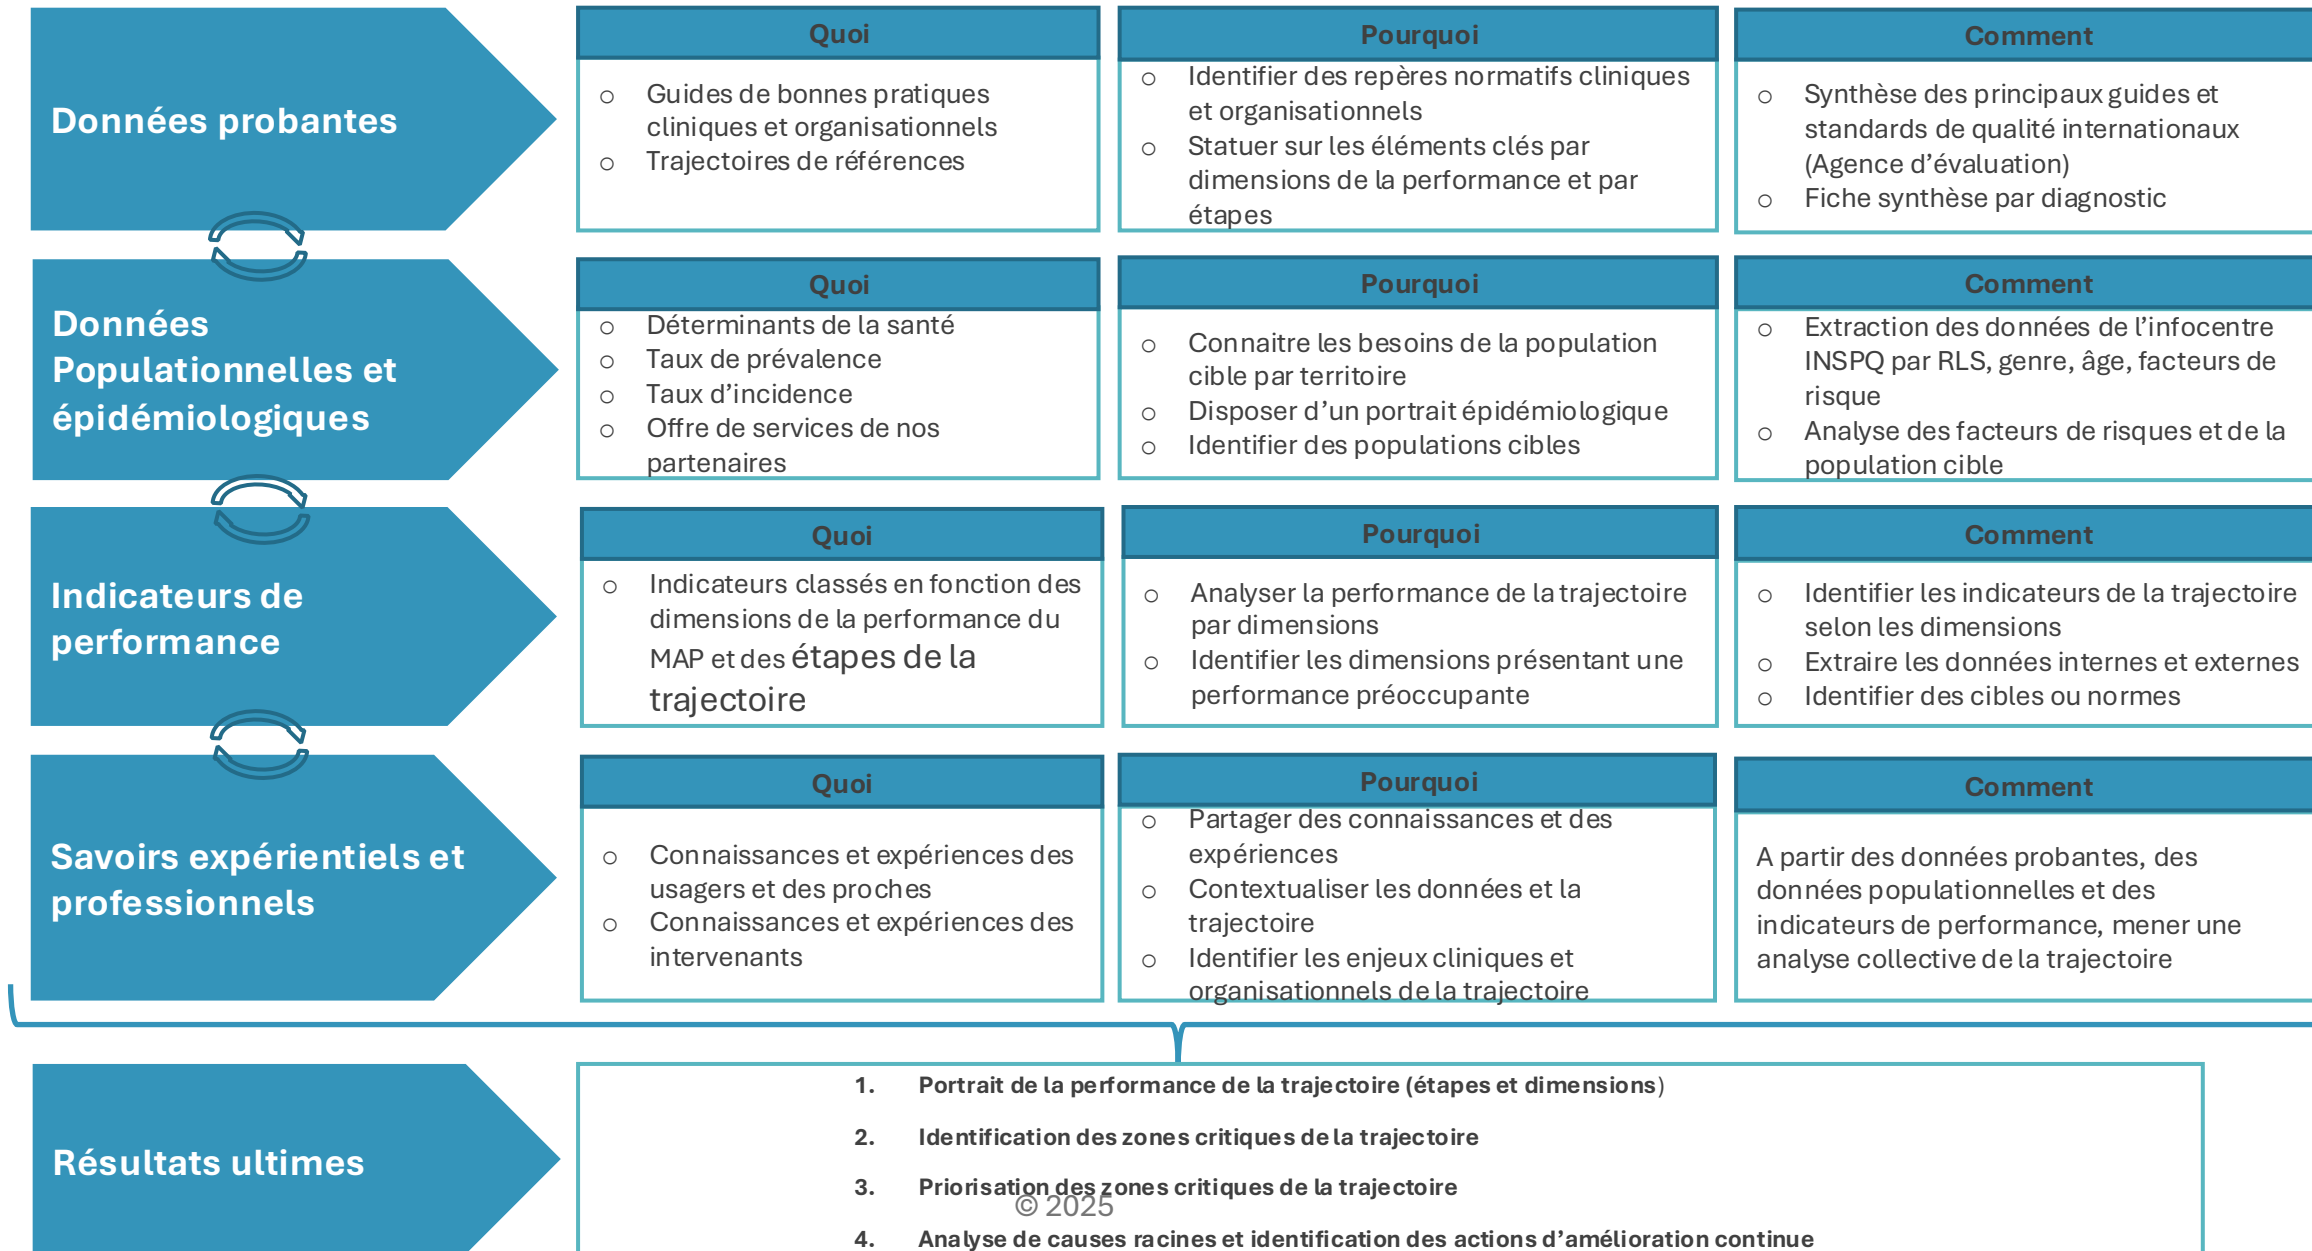 Données probantes
Quoi
o Guides de bonnes pratiques
cliniques et organisationnels
o Trajectoires de références
Pourquoi
o Identifier des repères normatifs cliniques
et organisationnels
o Statuer sur les éléments clés par
dimensions de la performance et par
étapes
Comment
o Synthèse des principaux guides et
standards de qualité internationaux
(Agence d’évaluation)
o Fiche synthèse par diagnostic
Données
Populationnelles et
épidémiologiques
Quoi
o Déterminants de la santé
o Taux de prévalence
o Taux d’incidence
o Offre de services de nos
partenaires
Pourquoi
o Connaitre les besoins de la population
cible par territoire
o Disposer d’un portrait épidémiologique
o Identifier des populations cibles
Comment
o Extraction des données de l’infocentre
INSPQ par RLS, genre, âge, facteurs de
risque
o Analyse des facteurs de risques et de la
population cible
Indicateurs de
performance
Quoi
o Indicateurs classés en fonction des
dimensions de la performance du
MAP et des étapes de la
trajectoire
Pourquoi
o Analyser la performance de la trajectoire
par dimensions
o Identifier les dimensions présentant une
performance préoccupante
Comment
o Identifier les indicateurs de la trajectoire
selon les dimensions
o Extraire les données internes et externes
o Identifier des cibles ou normes
Savoirs expérientiels et
professionnels
Quoi
o Connaissances et expériences des
usagers et des proches
o Connaissances et expériences des
intervenants
Pourquoi
o Partager des connaissances et des
expériences
o Contextualiser les données et la
trajectoire
o Identifier les enjeux cliniques et
organisationnels de la trajectoire
Comment
A partir des données probantes, des
données populationnelles et des
indicateurs de performance, mener une
analyse collective de la trajectoire
Résultats ultimes
1. Portrait de la performance de la trajectoire (étapes et dimensions)
2. Identification des zones critiques de la trajectoire
3. Priorisation des zones critiques de la trajectoire
© 2025
4. Analyse de causes racines et identification des actions d’amélioration continue